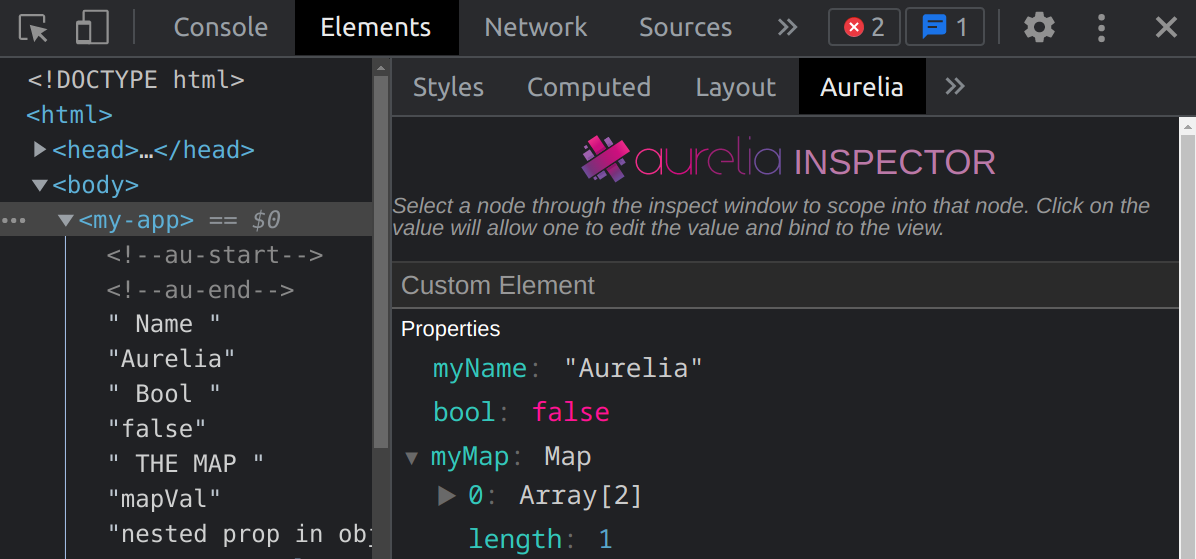 Console Elements Network Sources » 2 1
<!DOCTYPE html>
<html>
<head>…</head>
<body>
<my-app> == $0
<!--au-start-->
<!--au-end-->
" Name "
"Aurelia"
" Bool "
"false"
" THE MAP "
"mapVal"
"nested prop in obj
Styles Computed Layout Aurelia »
aurelia INSPECTOR
Select a node through the inspect window to scope into that node. Click on the
value will allow one to edit the value and bind to the view.
Custom Element
Properties
myName: "Aurelia"
bool: false
myMap: Map
0: Array[2]
length: 1